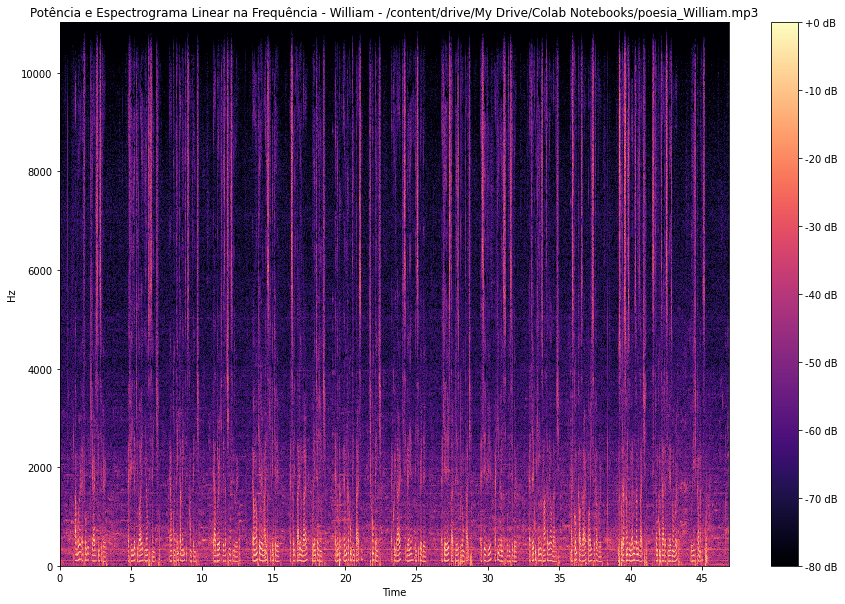 Potência e Espectrograma Linear na Frequência - William - /content/drive/My Drive/Colab Notebooks/poesia_William.mp3
+0 dB
10000
-10 dB
8000
-20 dB
-30 dB
6000
Hz
-40 dB
4000
-50 dB
-60 dB
2000
-70 dB
0
-80 dB
0 5 10 15 20 25 30 35 40 45
Time